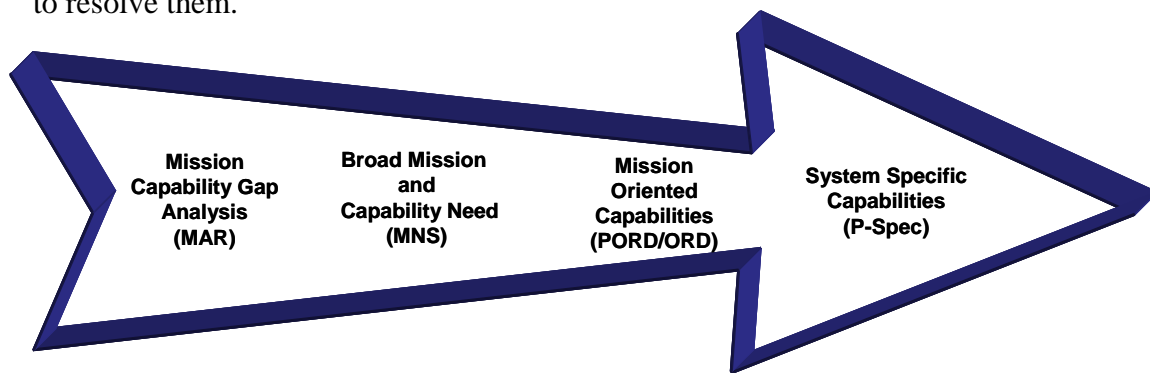 to resolve them.
Mission
Capability Gap
Analysis
(MAR)
Broad Mission
and
Capability Need
(MNS)
Mission
Oriented
Capabilities
(PORD/ORD)
System Specific
Capabilities
(P-Spec)